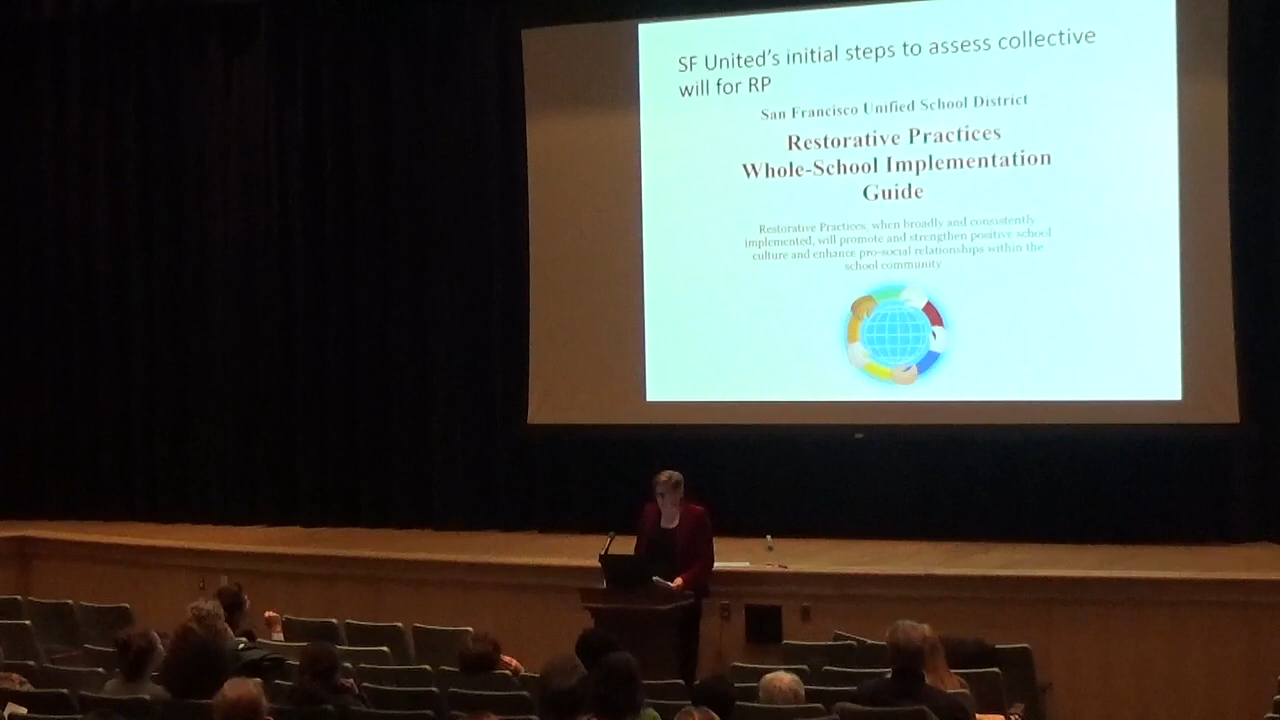 SF United's initial steps to assess collective
will for RP
San Francisco Unified School District
Restorative Practices
Whole-School Implementation
Guide
Restorative Practices, when broadly and consistently
implemented, will promote and strengthen positive school
culture and enhance pro-social relationships within the
school community